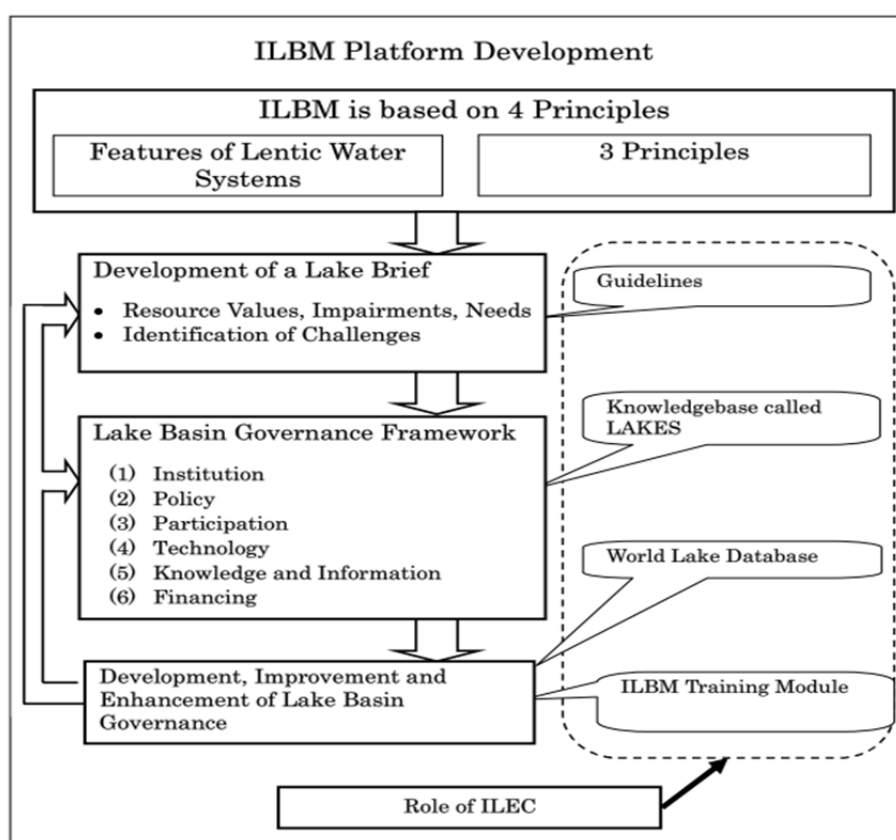 ILBM Platform Development
ILBM is based on 4 Principles
Features of Lentic Water
Systems
3 Principles
Development of a Lake Brief
• Resource Values, Impairments, Needs
• Identification of Challenges
Guidelines
Lake Basin Governance Framework
(1) Institution
(2) Policy
(3) Participation
(4) Technology
(5) Knowledge and Information
(6) Financing
Knowledgebase called
LAKES
World Lake Database
Development, Improvement and
Enhancement of Lake Basin
Governance
ILBM Training Module
Role of ILEC